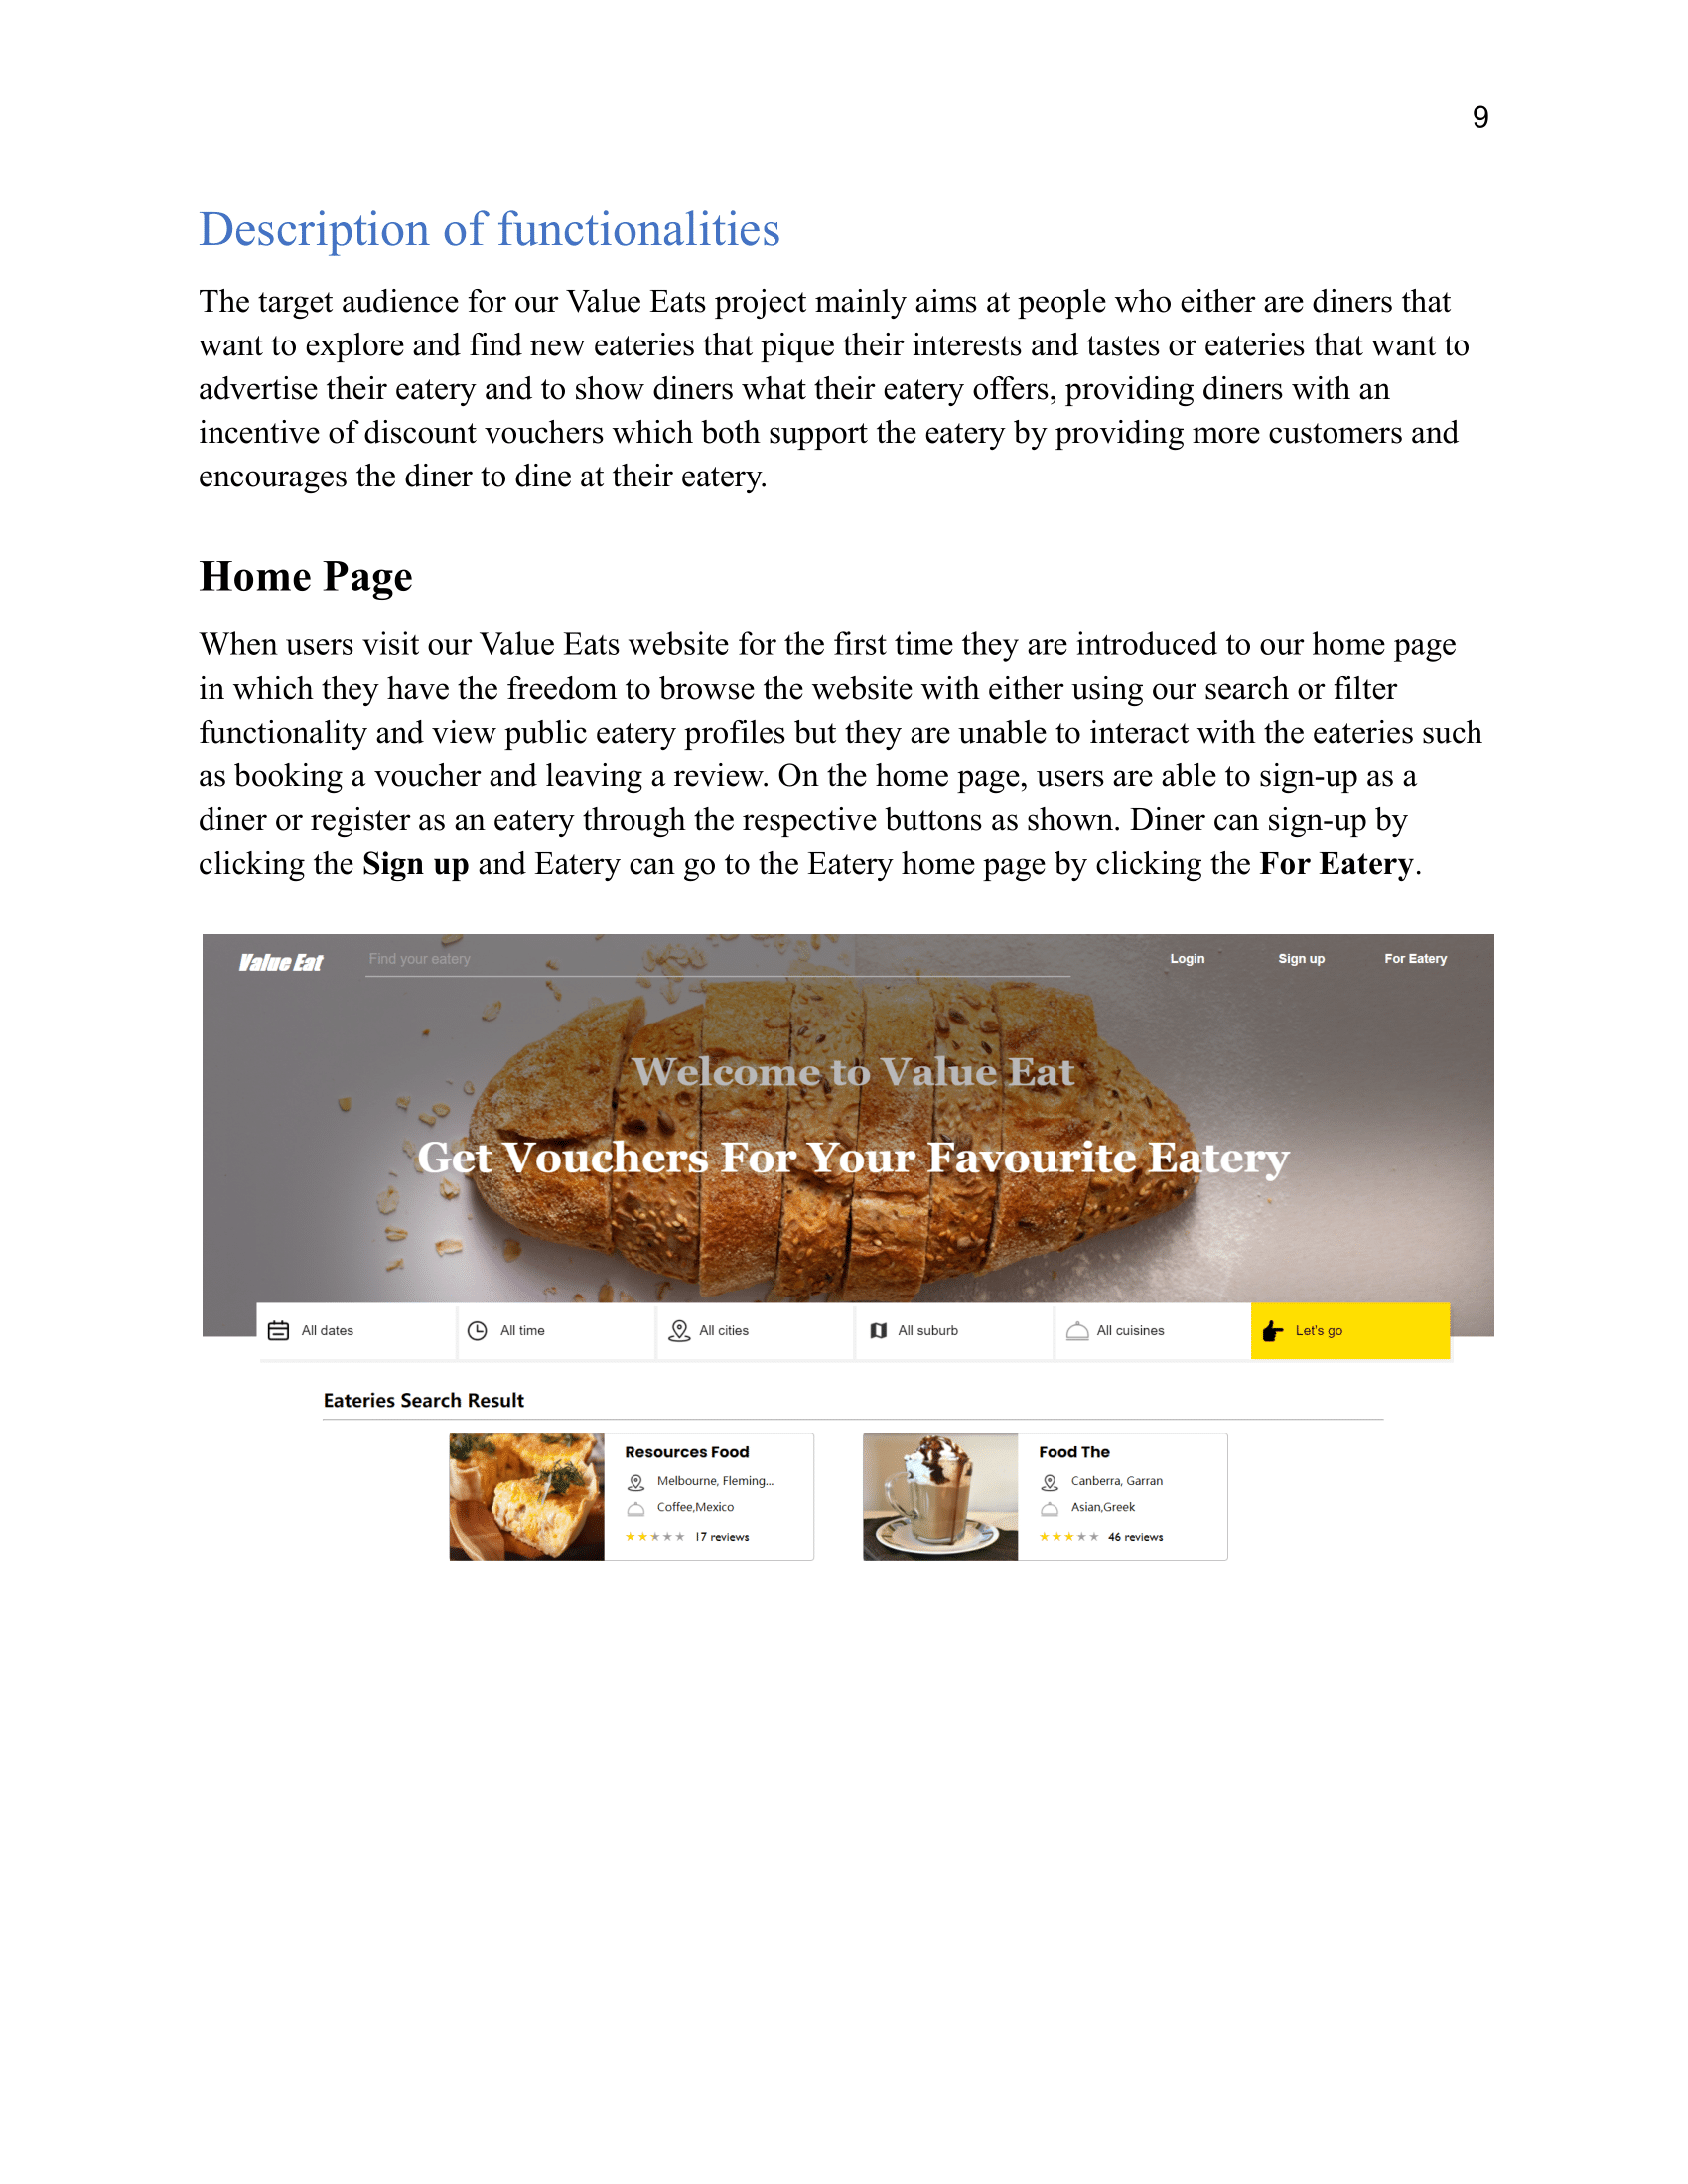 9
Description of functionalities
The target audience for our Value Eats project mainly aims at people who either are diners that
want to explore and find new eateries that pique their interests and tastes or eateries that want to
advertise their eatery and to show diners what their eatery offers, providing diners with an
incentive of discount vouchers which both support the eatery by providing more customers and
encourages the diner to dine at their eatery.
Home Page
When users visit our Value Eats website for the first time they are introduced to our home page
in which they have the freedom to browse the website with either using our search or filter
functionality and view public eatery profiles but they are unable to interact with the eateries such
as booking a voucher and leaving a review. On the home page, users are able to sign-up as a
diner or register as an eatery through the respective buttons as shown. Diner can sign-up by
clicking the Sign up and Eatery can go to the Eatery home page by clicking the For Eatery.
Value Eat Find your eatery Login Sign up For Eatery
Welcome to Value Eat
Get Vouchers For Your Favourite Eatery
All dates All time All cities All suburb All cuisines Let's go
Eateries Search Result
Resources Food
Melbourne, Fleming...
Coffee,Mexico
17 reviews
Food The
Canberra, Garran
Asian,Greek
46 reviews